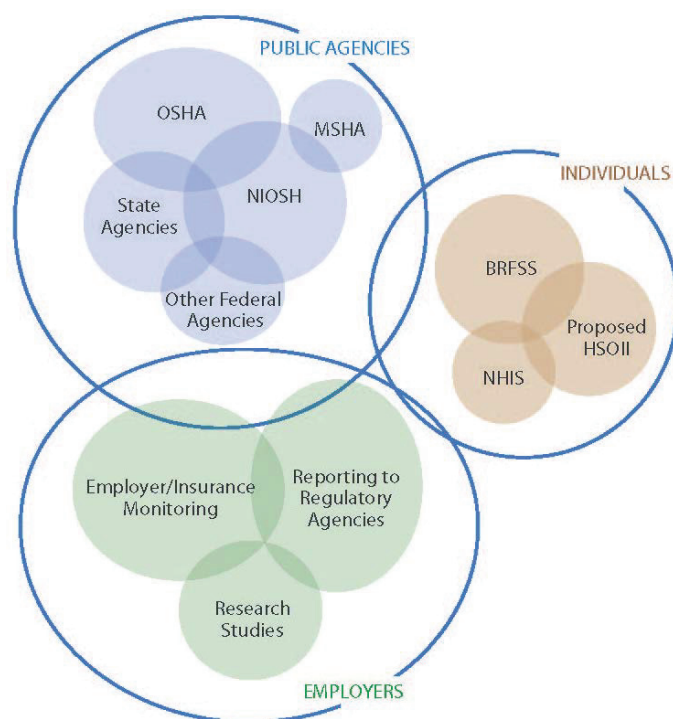 PUBLIC AGENCIES
OSHA
MSHA
State
Agencies
NIOSH
Other Federal
Agencies
INDIVIDUALS
BRFSS
Proposed
HSOII
NHIS
Employer/Insurance
Monitoring
Reporting to
Regulatory
Agencies
Research
Studies
EMPLOYERS